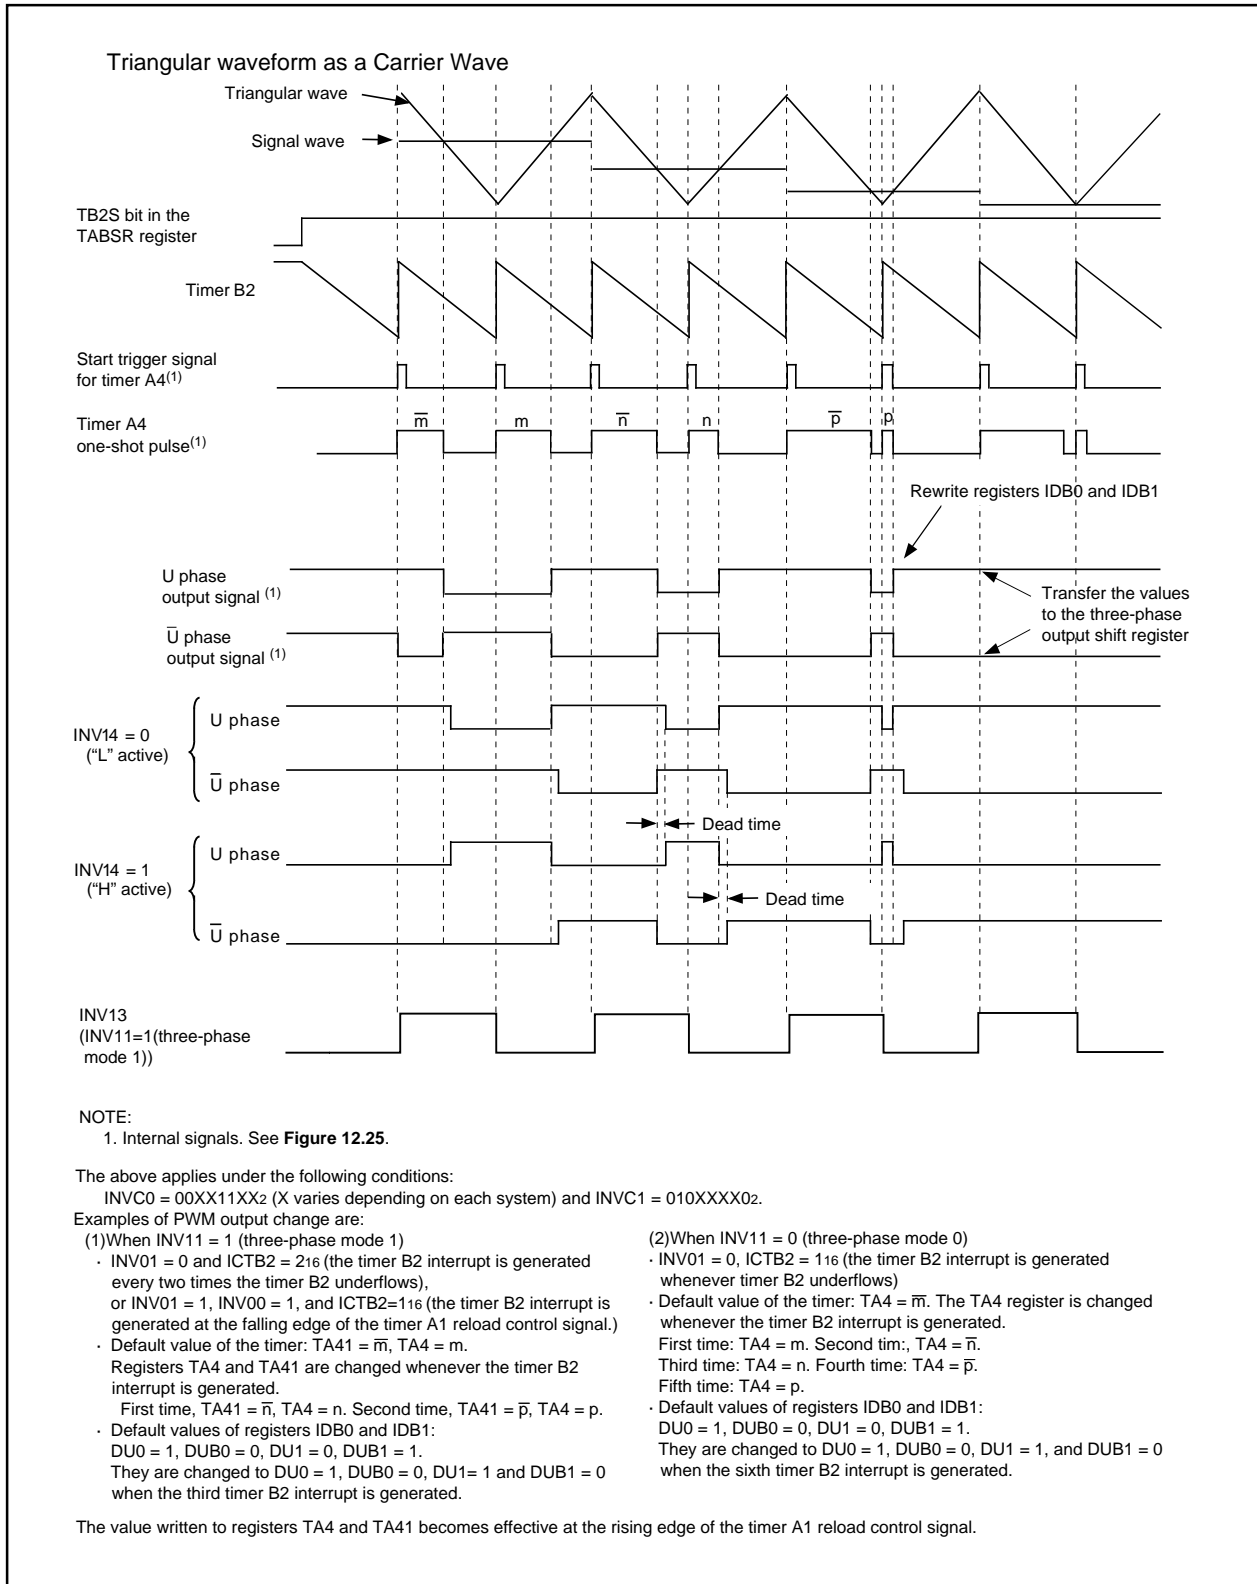 Triangular waveform as a Carrier Wave
Triangular wave
Signal wave
TB2S bit in the
TABSR register
Timer B2
Start trigger signal
for timer A4(1)
Timer A4
one-shot pulse(1)
m̅
m
n̅
n
p̅
p
Rewrite registers IDB0 and IDB1
U phase
output signal (1)
Transfer the values
to the three-phase
output shift register
U̅ phase
output signal (1)
INV14 = 0
(“L” active)
U phase
U̅ phase
Dead time
INV14 = 1
(“H” active)
U phase
Dead time
U̅ phase
INV13
(INV11=1(three-phase
mode 1))
NOTE:
1. Internal signals. See Figure 12.25.
The above applies under the following conditions:
INVC0 = 00XX11XX2 (X varies depending on each system) and INVC1 = 010XXXX02.
Examples of PWM output change are:
(1)When INV11 = 1 (three-phase mode 1)
· INV01 = 0 and ICTB2 = 216 (the timer B2 interrupt is generated
every two times the timer B2 underflows),
or INV01 = 1, INV00 = 1, and ICTB2=116 (the timer B2 interrupt is
generated at the falling edge of the timer A1 reload control signal.)
· Default value of the timer: TA41 = m̅, TA4 = m.
Registers TA4 and TA41 are changed whenever the timer B2
interrupt is generated.
First time, TA41 = n̅, TA4 = n. Second time, TA41 = p̅, TA4 = p.
· Default values of registers IDB0 and IDB1:
DU0 = 1, DUB0 = 0, DU1 = 0, DUB1 = 1.
They are changed to DU0 = 1, DUB0 = 0, DU1= 1 and DUB1 = 0
when the third timer B2 interrupt is generated.
(2)When INV11 = 0 (three-phase mode 0)
· INV01 = 0, ICTB2 = 116 (the timer B2 interrupt is generated
whenever timer B2 underflows)
· Default value of the timer: TA4 = m̅. The TA4 register is changed
whenever the timer B2 interrupt is generated.
First time: TA4 = m. Second tim:, TA4 = n̅.
Third time: TA4 = n. Fourth time: TA4 = p̅.
Fifth time: TA4 = p.
· Default values of registers IDB0 and IDB1:
DU0 = 1, DUB0 = 0, DU1 = 0, DUB1 = 1.
They are changed to DU0 = 1, DUB0 = 0, DU1 = 1, and DUB1 = 0
when the sixth timer B2 interrupt is generated.
The value written to registers TA4 and TA41 becomes effective at the rising edge of the timer A1 reload control signal.